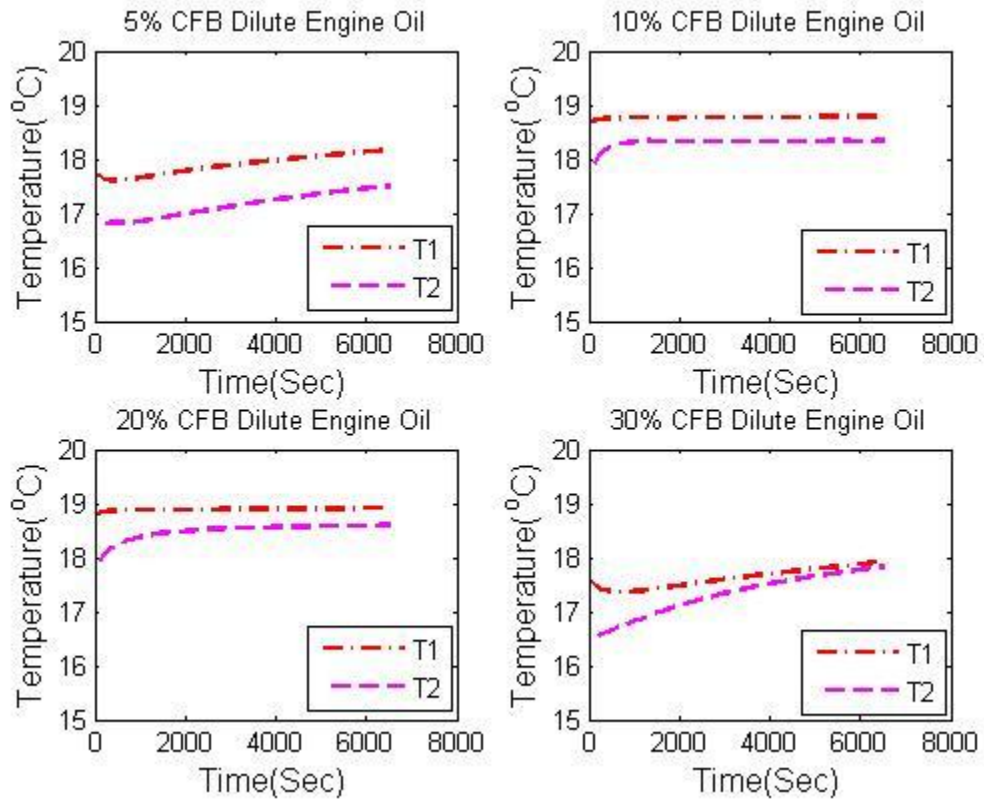 5% CFB Dilute Engine Oil
20
19
18
17
16
15
Temperature(°C)
T1
T2
0 2000 4000 6000 8000
Time(Sec)
10% CFB Dilute Engine Oil
20
19
18
17
16
15
Temperature(°C)
T1
T2
0 2000 4000 6000 8000
Time(Sec)
20% CFB Dilute Engine Oil
20
19
18
17
16
15
Temperature(°C)
T1
T2
0 2000 4000 6000 8000
Time(Sec)
30% CFB Dilute Engine Oil
20
19
18
17
16
15
Temperature(°C)
T1
T2
0 2000 4000 6000 8000
Time(Sec)